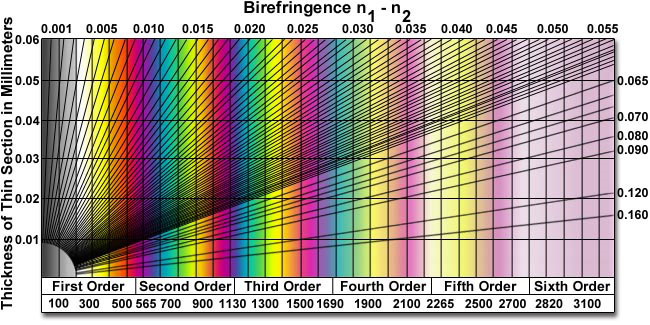 Birefringence n1 - n2
0.001 0.005 0.010 0.015 0.020 0.025 0.030 0.035 0.040 0.045 0.050 0.055
Thickness of Thin Section in Millimeters
0.06
0.05
0.04
0.03
0.02
0.01
0.065
0.070
0.080
0.090
0.120
0.160
First Order Second Order Third Order Fourth Order Fifth Order Sixth Order
100 300 500 565 700 900 1130 1300 1500 1690 1900 2100 2265 2500 2700 2820 3100